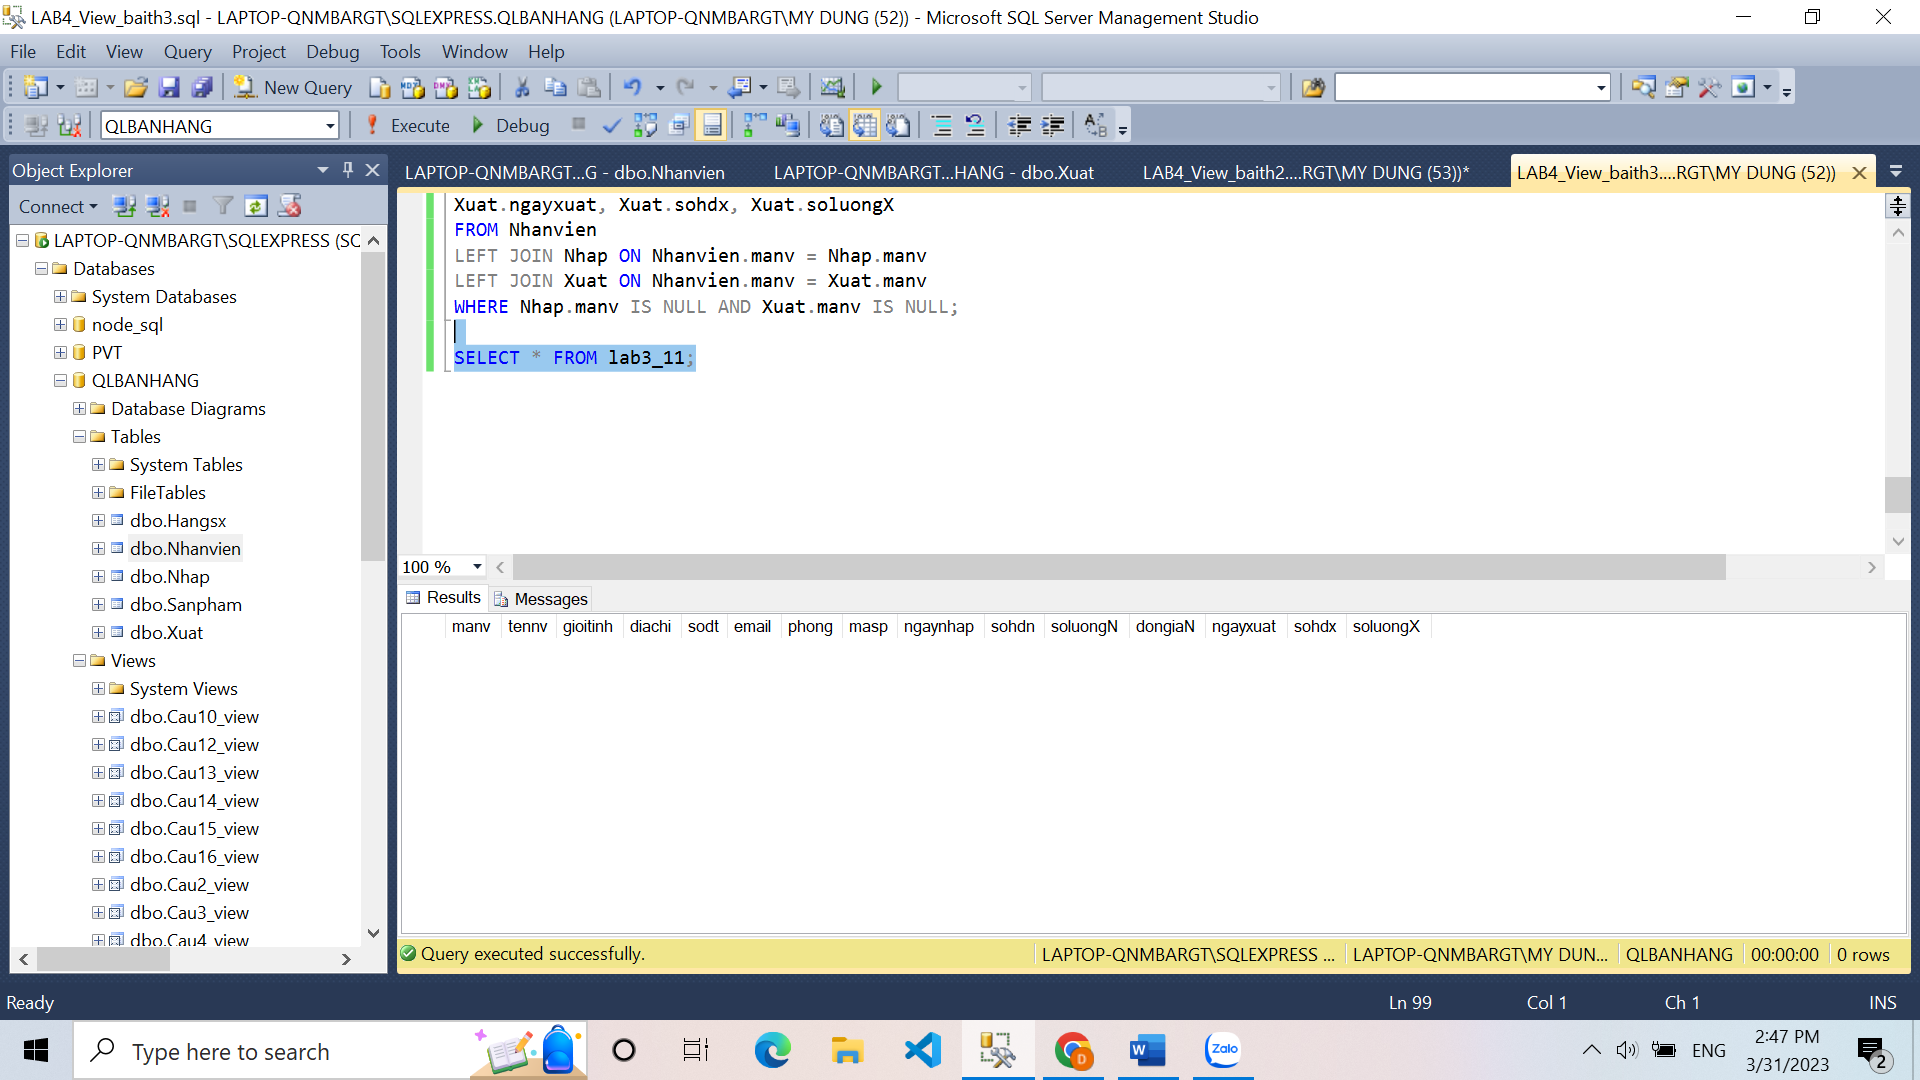 LAB4_View_baith3.sql - LAPTOP-QNMBARGT\SQLEXPRESS.QLBANHANG (LAPTOP-QNMBARGT\MY DUNG (52)) - Microsoft SQL Server Management Studio
File Edit View Query Project Debug Tools Window Help
New Query
QLBANHANG Execute Debug
Object Explorer
LAPTOP-QNMBARGT...G - dbo.Nhanvien LAPTOP-QNMBARGT...HANG - dbo.Xuat LAB4_View_baith2....RGT\MY DUNG (53))* LAB4_View_baith3....RGT\MY DUNG (52))
Connect
LAPTOP-QNMBARGT\SQLEXPRESS (SC
Databases
System Databases
node_sql
PVT
QLBANHANG
Database Diagrams
Tables
System Tables
FileTables
dbo.Hangsx
dbo.Nhanvien
dbo.Nhap
dbo.Sanpham
dbo.Xuat
Views
System Views
dbo.Cau10_view
dbo.Cau12_view
dbo.Cau13_view
dbo.Cau14_view
dbo.Cau15_view
dbo.Cau16_view
dbo.Cau2_view
dbo.Cau3_view
dbo.Cau4_view
Xuat.ngayxuat, Xuat.sohdx, Xuat.soluongX
FROM Nhanvien
LEFT JOIN Nhap ON Nhanvien.manv = Nhap.manv
LEFT JOIN Xuat ON Nhanvien.manv = Xuat.manv
WHERE Nhap.manv IS NULL AND Xuat.manv IS NULL;
SELECT * FROM lab3_11;
100 %
Results Messages
manv tennv gioitinh diachi sodt email phong masp ngaynhap sohdn soluongN dongiaN ngayxuat sohdx soluongX
Query executed successfully. LAPTOP-QNMBARGT\SQLEXPRESS ... LAPTOP-QNMBARGT\MY DUN... QLBANHANG 00:00:00 0 rows
Ready Ln 99 Col 1 Ch 1 INS
Type here to search
Zalo
ENG
2:47 PM
3/31/2023
2